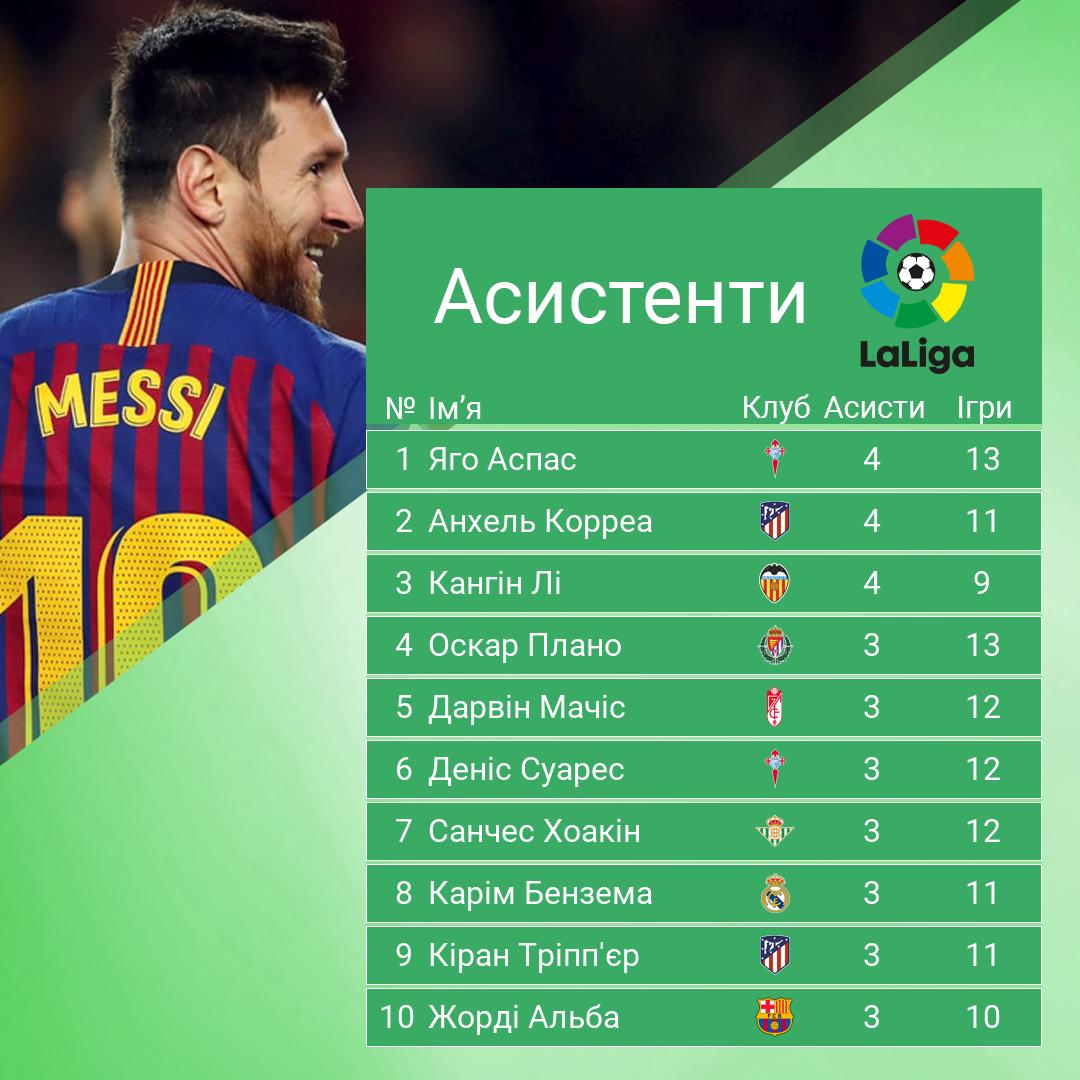 MESSI
10
Асистенти
LaLiga
№ Ім’я Клуб Асисти Ігри
1 Яго Аспас 4 13
2 Анхель Корреа 4 11
3 Кангін Лі 4 9
4 Оскар Плано 3 13
5 Дарвін Мачіс 3 12
6 Деніс Суарес 3 12
7 Санчес Хоакін 3 12
8 Карім Бензема 3 11
9 Кіран Тріпп'єр 3 11
10 Жорді Альба 3 10